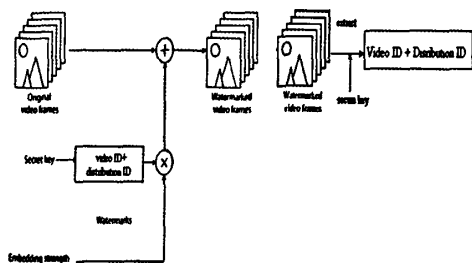 extract
Video ID + Distribution ID
secret key
Original
video frames
Watermarked
video frames
Watermarked
video frames
Secret key
video ID+
distribution ID
Watermarks
Embedding strength
+
×